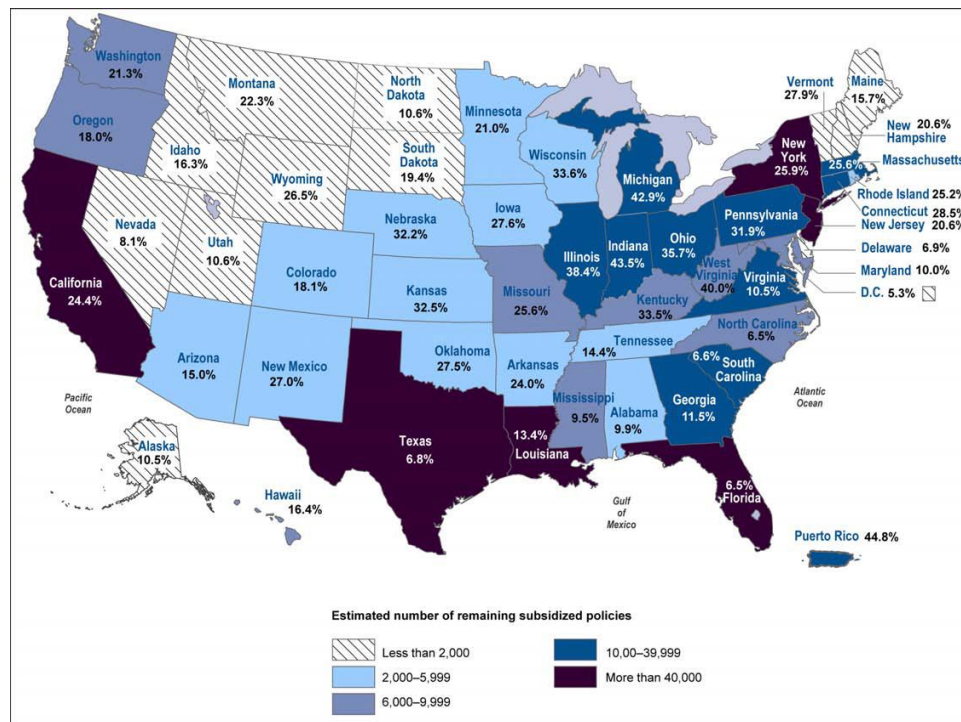 Washington
21.3%
Montana
22.3%
North
Dakota
10.6%
Minnesota
21.0%
Vermont
27.9%
Maine
15.7%
New 20.6%
Hampshire
Oregon
18.0%
Idaho
16.3%
South
Dakota
19.4%
Wisconsin
33.6%
Michigan
42.9%
New
York
25.9%
25.6%
Massachusetts
Wyoming
26.5%
Rhode Island 25.2%
Connecticut 28.5%
New Jersey 20.6%
Nevada
8.1%
Utah
10.6%
Nebraska
32.2%
Iowa
27.6%
Illinois
38.4%
Indiana
43.5%
Ohio
35.7%
Pennsylvania
31.9%
Delaware 6.9%
Maryland 10.0%
D.C. 5.3%
California
24.4%
Colorado
18.1%
Kansas
32.5%
Missouri
25.6%
West
Virginia
40.0%
Virginia
10.5%
Kentucky
33.5%
North Carolina
6.5%
Arizona
15.0%
New Mexico
27.0%
Oklahoma
27.5%
Arkansas
24.0%
Tennessee
14.4%
6.6%
South
Carolina
Pacific
Ocean
Atlantic
Ocean
Mississippi
9.5%
Alabama
9.9%
Georgia
11.5%
Texas
6.8%
13.4%
Louisiana
Alaska
10.5%
Hawaii
16.4%
Gulf
of
Mexico
6.5%
Florida
Puerto Rico 44.8%
Estimated number of remaining subsidized policies
Less than 2,000
2,000–5,999
6,000–9,999
10,00–39,999
More than 40,000